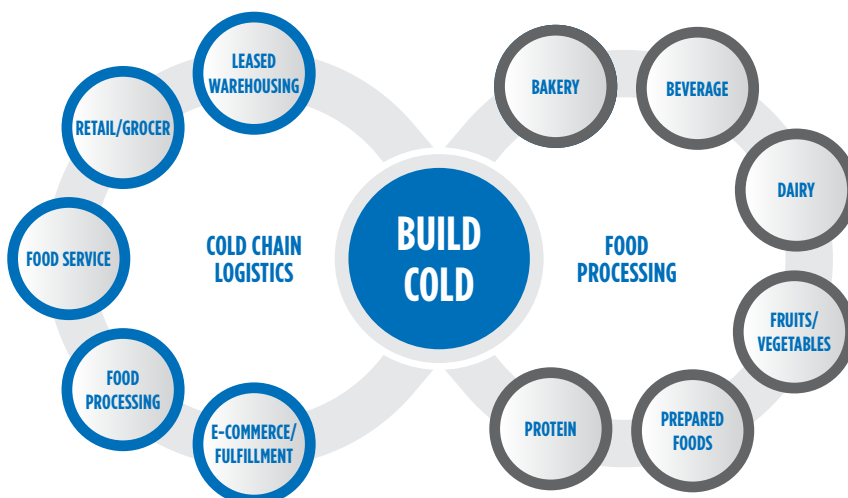 LEASED
WAREHOUSING
RETAIL/GROCER
FOOD SERVICE
FOOD
PROCESSING
E-COMMERCE/
FULFILLMENT
COLD CHAIN
LOGISTICS
BUILD
COLD
FOOD
PROCESSING
BAKERY
BEVERAGE
DAIRY
FRUITS/
VEGETABLES
PREPARED
FOODS
PROTEIN